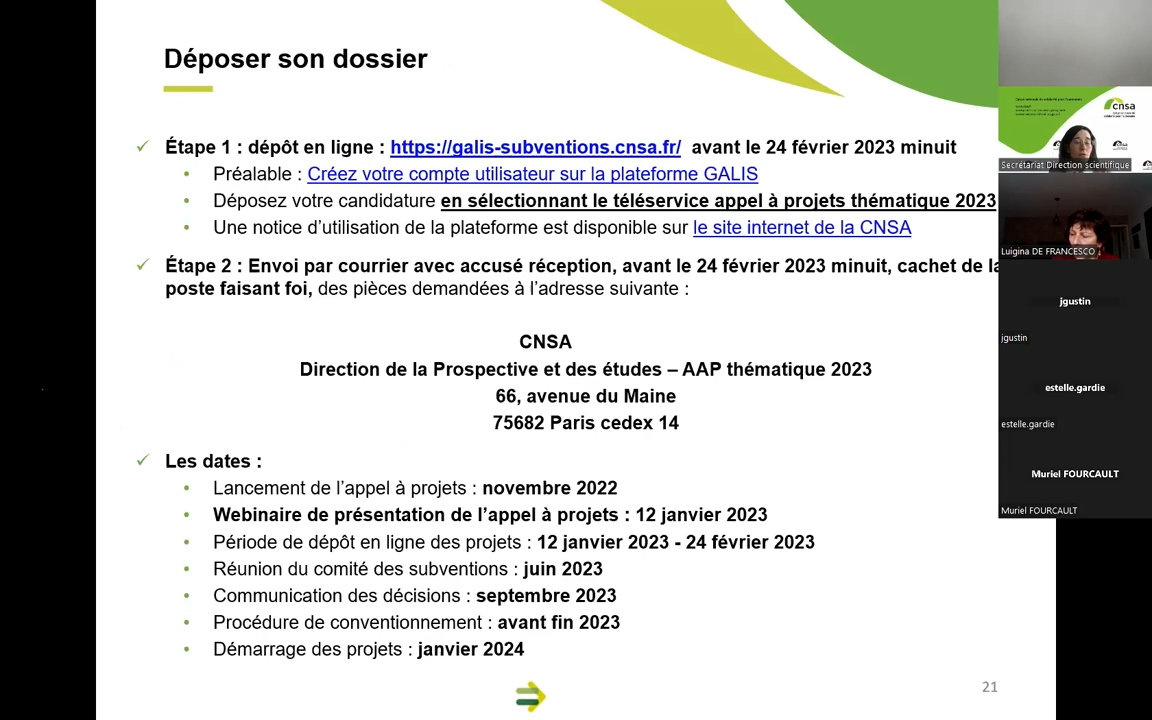 Déposer son dossier
Étape 1 : dépôt en ligne : https://galis-subventions.cnsa.fr/ avant le 24 février 2023 minuit
Préalable : Créez votre compte utilisateur sur la plateforme GALIS
Déposez votre candidature en sélectionnant le téléservice appel à projets thématique 2023
Une notice d’utilisation de la plateforme est disponible sur le site internet de la CNSA
Étape 2 : Envoi par courrier avec accusé réception, avant le 24 février 2023 minuit, cachet de la
poste faisant foi, des pièces demandées à l’adresse suivante :
CNSA
Direction de la Prospective et des études – AAP thématique 2023
66, avenue du Maine
75682 Paris cedex 14
Les dates :
Lancement de l’appel à projets : novembre 2022
Webinaire de présentation de l’appel à projets : 12 janvier 2023
Période de dépôt en ligne des projets : 12 janvier 2023 - 24 février 2023
Réunion du comité des subventions : juin 2023
Communication des décisions : septembre 2023
Procédure de conventionnement : avant fin 2023
Démarrage des projets : janvier 2024
21
cnsa
Secrétariat Direction scientifique
Luigina DE FRANCESCO
jgustin
jgustin
estelle.gardie
estelle.gardie
Muriel FOURCAULT
Muriel FOURCAULT